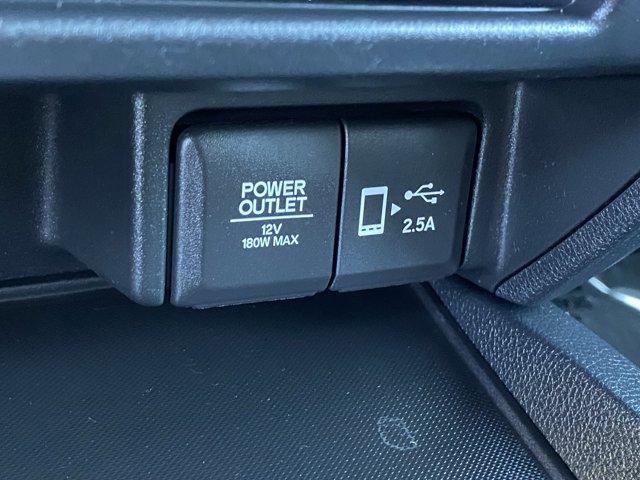 POWER
OUTLET
12V
180W MAX
2.5A